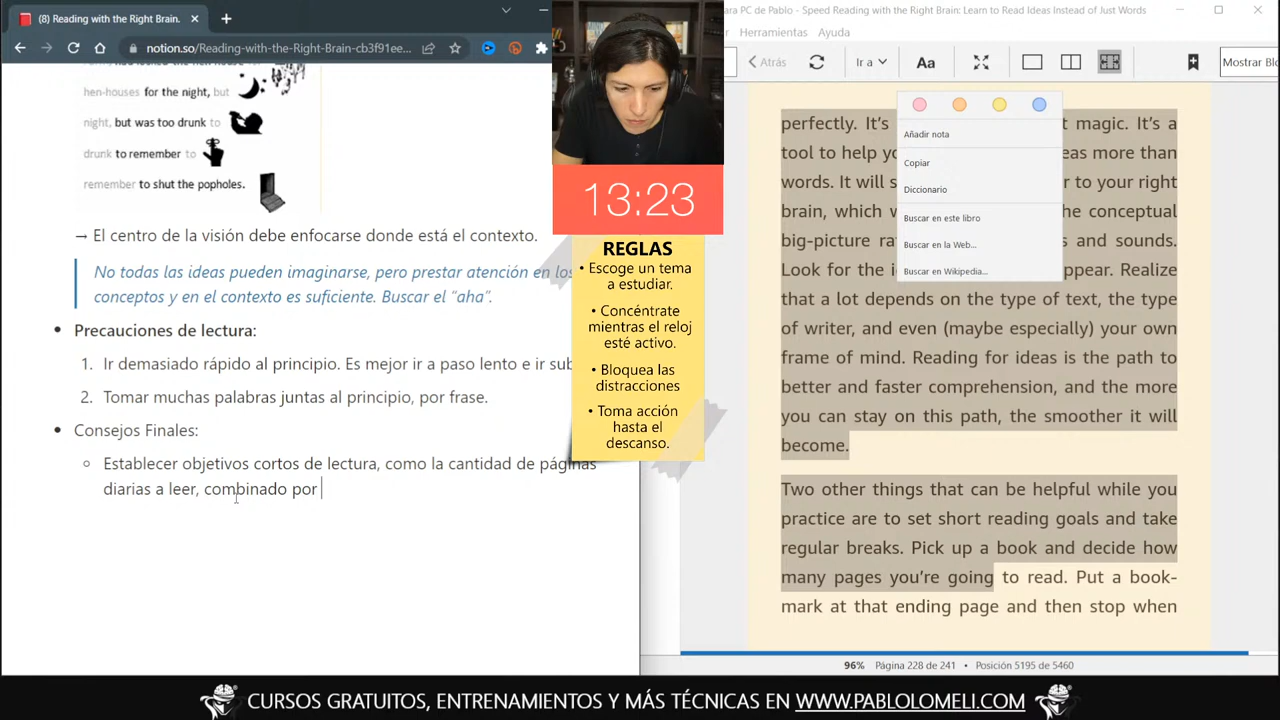 (8) Reading with the Right Brain.
notion.so/Reading-with-the-Right-Brain-cb3f91ee...
hen-houses for the night, but
night, but was too drunk to
drunk to remember to
remember to shut the popholes.
→ El centro de la visión debe enfocarse donde está el contexto.
No todas las ideas pueden imaginarse, pero prestar atención en los
conceptos y en el contexto es suficiente. Buscar el "aha".
• Precauciones de lectura:
1. Ir demasiado rápido al principio. Es mejor ir a paso lento e ir sub
2. Tomar muchas palabras juntas al principio, por frase.
• Consejos Finales:
Establecer objetivos cortos de lectura, como la cantidad de páginas
diarias a leer, combinado por
13:23
REGLAS
• Escoge un tema
a estudiar.
• Concéntrate
mientras el reloj
esté activo.
• Bloquea las
distracciones
• Toma acción
hasta el
descanso.
ara PC de Pablo - Speed Reading with the Right Brain: Learn to Read Ideas Instead of Just Words
Herramientas Ayuda
Atrás
Ir a
Aa
Mostrar Blo
Añadir nota
Copiar
Diccionario
Buscar en este libro
Buscar en la Web...
Buscar en Wikipedia...
perfectly. It's t magic. It's a
tool to help yo eas more than
words. It will s r to your right
brain, which w he conceptual
big-picture ra s and sounds.
Look for the i ppear. Realize
that a lot depends on the type of text, the type
of writer, and even (maybe especially) your own
frame of mind. Reading for ideas is the path to
better and faster comprehension, and the more
you can stay on this path, the smoother it will
become.
Two other things that can be helpful while you
practice are to set short reading goals and take
regular breaks. Pick up a book and decide how
many pages you're going to read. Put a book-
mark at that ending page and then stop when
96% Página 228 de 241 • Posición 5195 de 5460
CURSOS GRATUITOS, ENTRENAMIENTOS Y MÁS TÉCNICAS EN WWW.PABLOLOMELI.COM